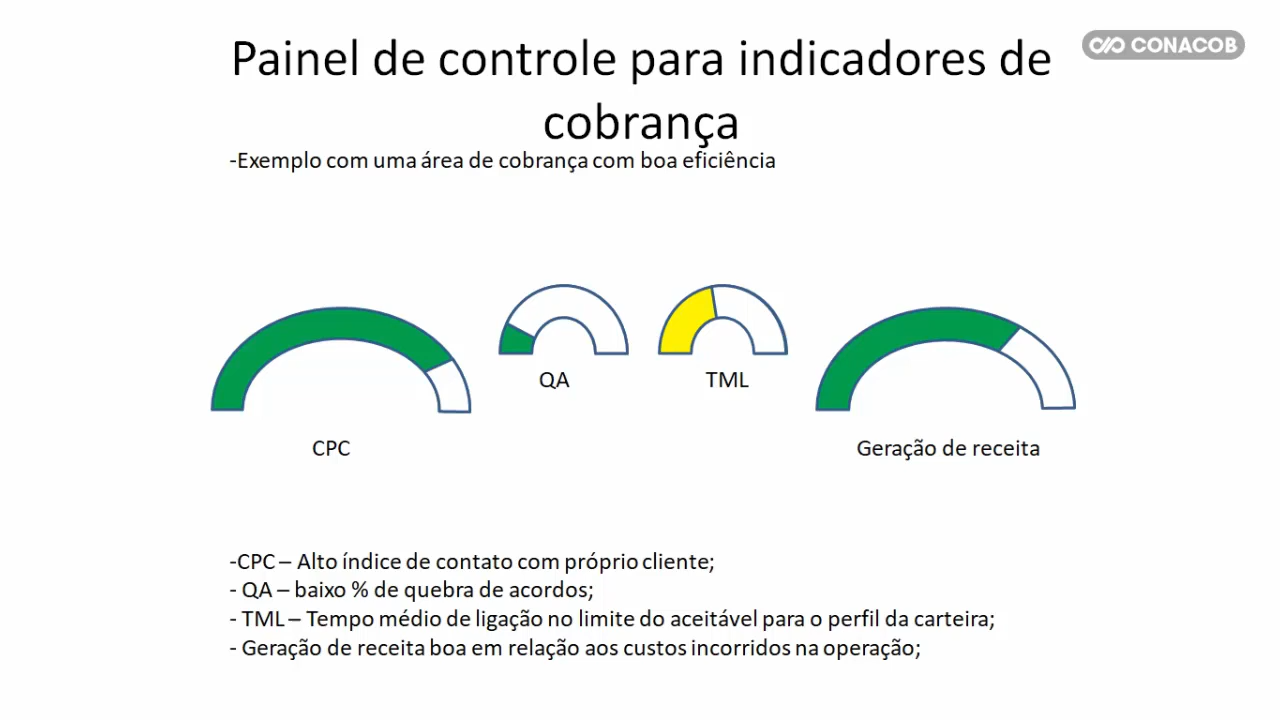 Painel de controle para indicadores de
cobrança
CONACOB
-Exemplo com uma área de cobrança com boa eficiência
QA
TML
CPC
Geração de receita
-CPC – Alto índice de contato com próprio cliente;
- QA – baixo % de quebra de acordos;
- TML – Tempo médio de ligação no limite do aceitável para o perfil da carteira;
- Geração de receita boa em relação aos custos incorridos na operação;